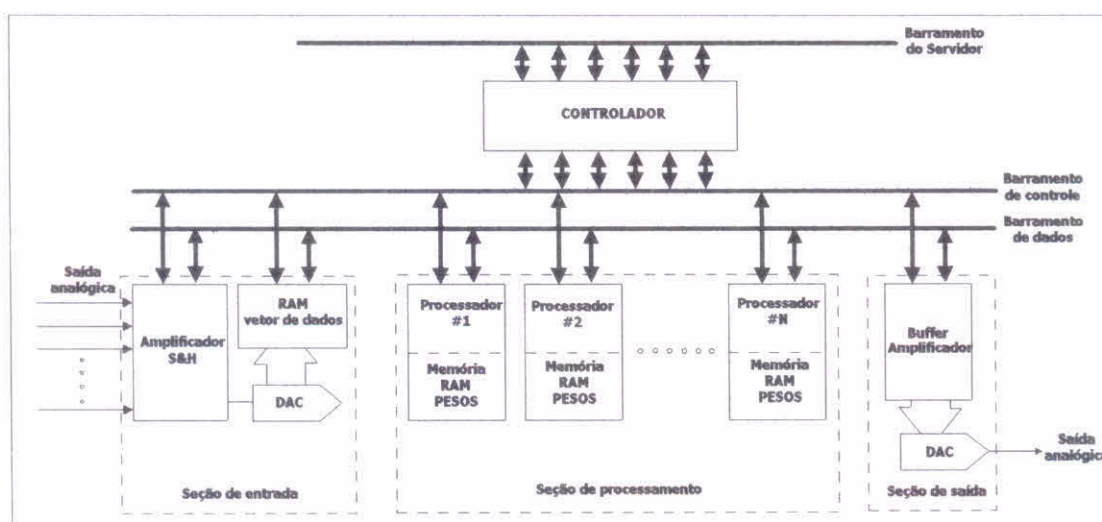 Barramento
do Servidor
CONTROLADOR
Barramento
de controle
Barramento
de dados
Saída
analógica
Amplificador
S&H
RAM
vetor de dados
DAC
Seção de entrada
Processador
#1
Memória
RAM
PESOS
Processador
#2
Memória
RAM
PESOS
Processador
#N
Memória
RAM
PESOS
Seção de processamento
Buffer
Amplificador
DAC
Seção de saída
Saída
analógica